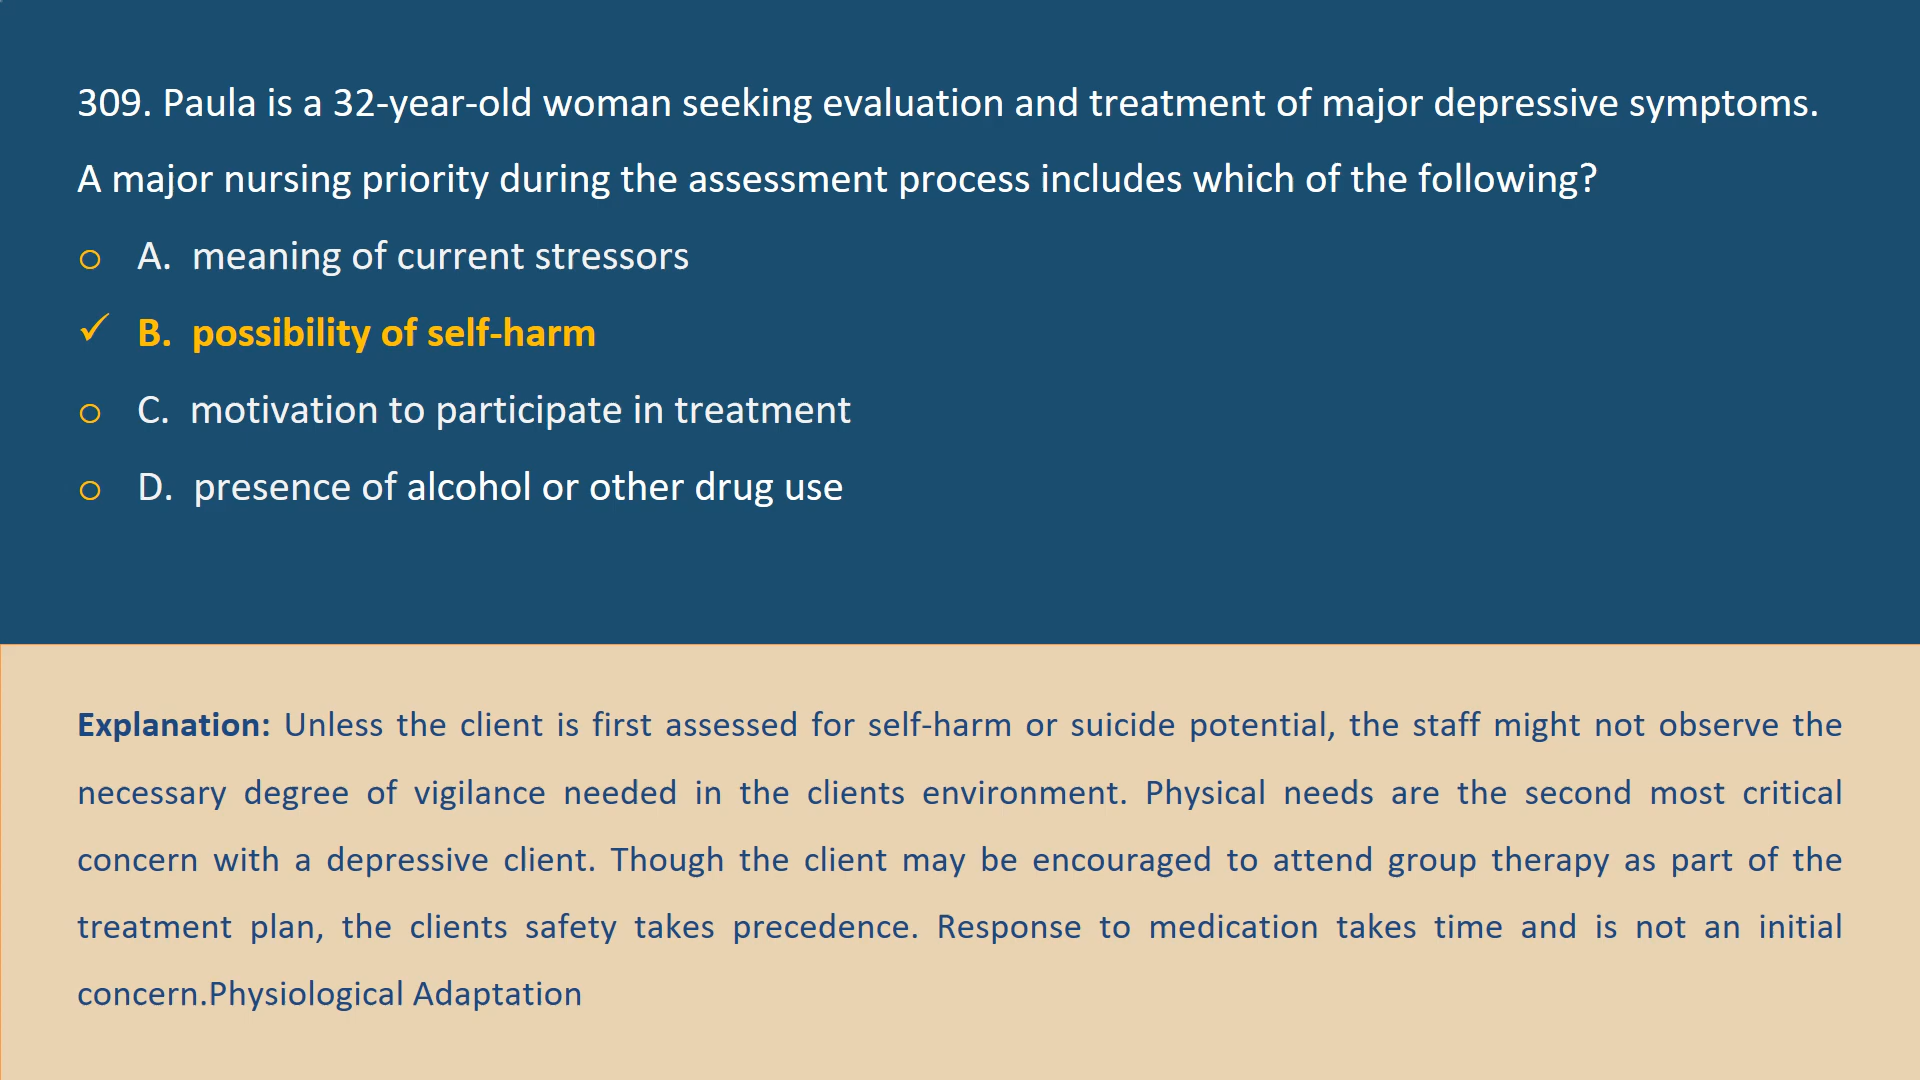 309. Paula is a 32-year-old woman seeking evaluation and treatment of major depressive symptoms.
A major nursing priority during the assessment process includes which of the following?
A. meaning of current stressors
B. possibility of self-harm
C. motivation to participate in treatment
D. presence of alcohol or other drug use
Explanation: Unless the client is first assessed for self-harm or suicide potential, the staff might not observe the
necessary degree of vigilance needed in the clients environment. Physical needs are the second most critical
concern with a depressive client. Though the client may be encouraged to attend group therapy as part of the
treatment plan, the clients safety takes precedence. Response to medication takes time and is not an initial
concern.Physiological Adaptation